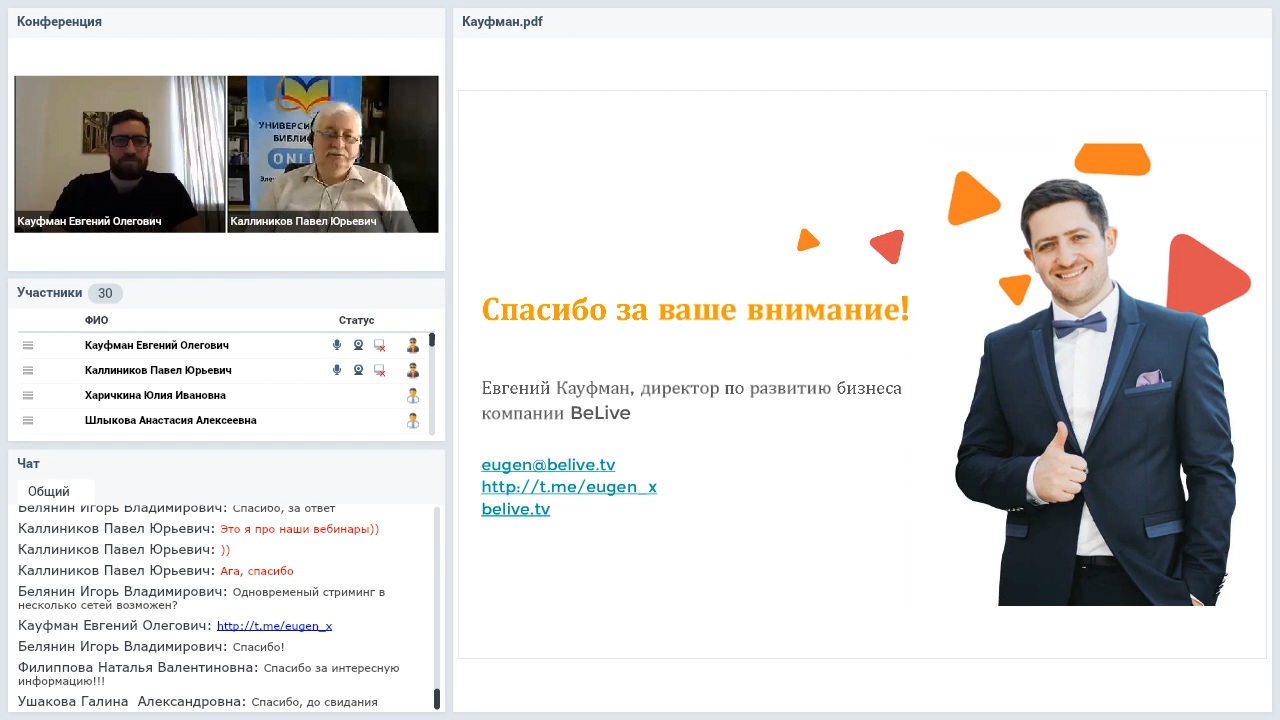 Конференция
УНИВЕРСИ
БИБЛИО
ONLI
Кауфман Евгений Олегович
Каллиников Павел Юрьевич
Участники 30
ФИО Статус
Кауфман Евгений Олегович
Каллиников Павел Юрьевич
Харичкина Юлия Ивановна
Шлыкова Анастасия Алексеевна
Чат
Общий
Белянин Игорь Владимирович: Спасибо, за ответ
Каллиников Павел Юрьевич: Это я про наши вебинары))
Каллиников Павел Юрьевич: ))
Каллиников Павел Юрьевич: Ага, спасибо
Белянин Игорь Владимирович: Одновременый стриминг в
несколько сетей возможен?
Кауфман Евгений Олегович: http://t.me/eugen_x
Белянин Игорь Владимирович: Спасибо!
Филиппова Наталья Валентиновна: Спасибо за интересную
информацию!!!
Ушакова Галина Александровна: Спасибо, до свидания
Кауфман.pdf
Спасибо за ваше внимание!
Евгений Кауфман, директор по развитию бизнеса
компании BeLive
eugen@belive.tv
http://t.me/eugen_x
belive.tv